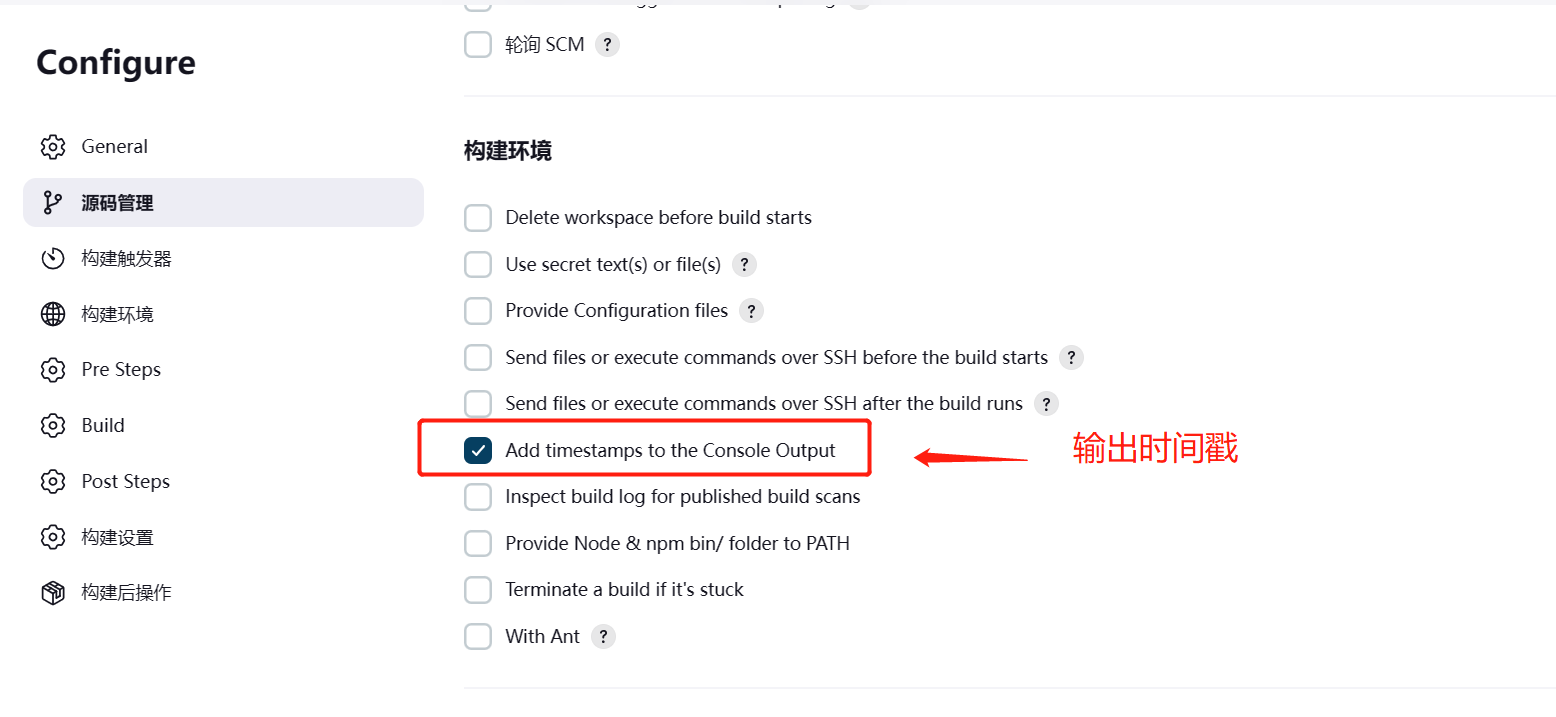 轮询 SCM ?
Configure
General
源码管理
构建触发器
构建环境
Pre Steps
Build
Post Steps
构建设置
构建后操作
构建环境
Delete workspace before build starts
Use secret text(s) or file(s) ?
Provide Configuration files ?
Send files or execute commands over SSH before the build starts ?
Send files or execute commands over SSH after the build runs ?
Add timestamps to the Console Output
输出时间戳
Inspect build log for published build scans
Provide Node & npm bin/ folder to PATH
Terminate a build if it's stuck
With Ant ?